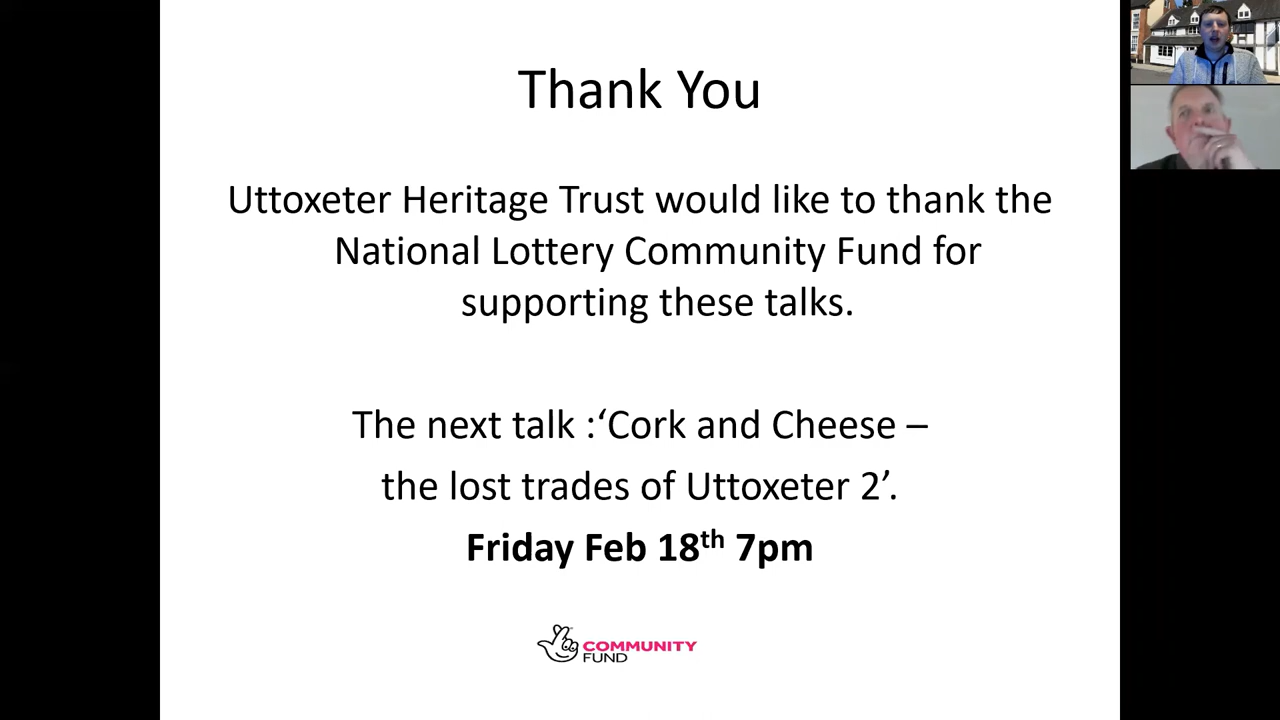 Thank You
Uttoxeter Heritage Trust would like to thank the
National Lottery Community Fund for
supporting these talks.
The next talk :‘Cork and Cheese –
the lost trades of Uttoxeter 2’.
Friday Feb 18th 7pm
COMMUNITY
FUND